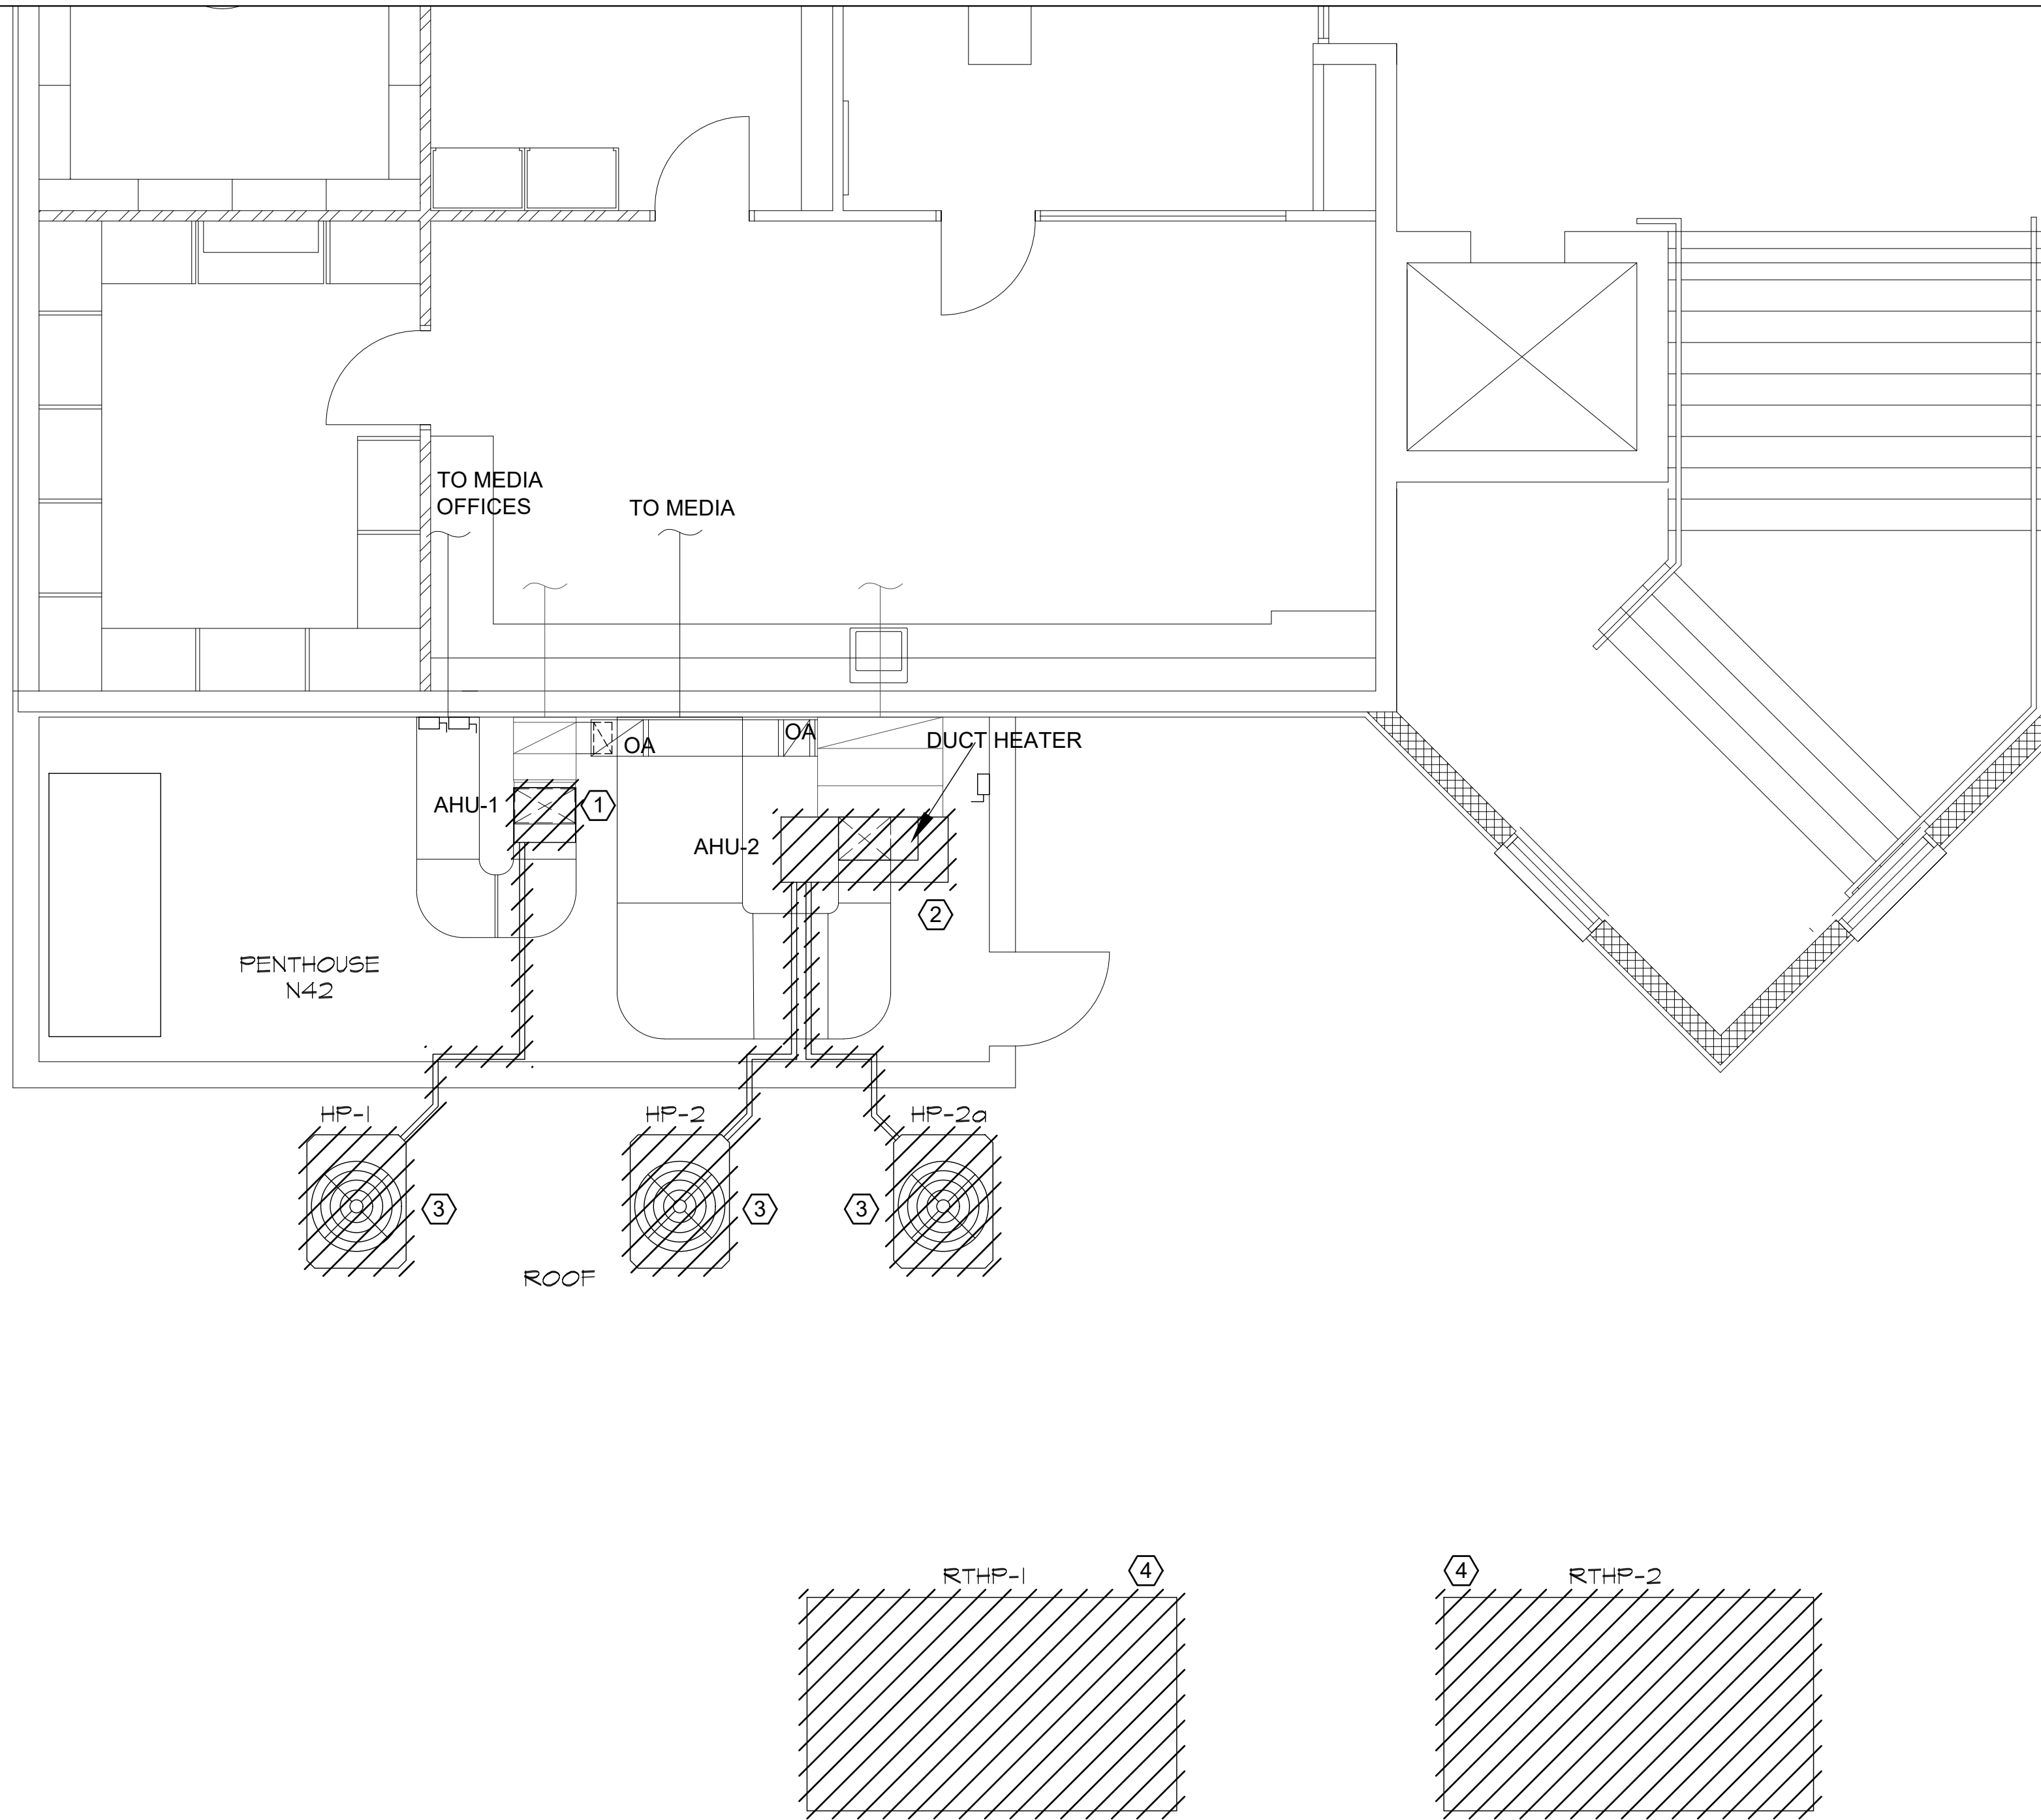 TO MEDIA
OFFICES
TO MEDIA
OA
OA
DUCT HEATER
AHU-1
1
AHU-2
2
PENTHOUSE
N42
HP-1
HP-2
HP-2a
3
3
3
ROOF
RTHP-1
4
4
RTHP-2